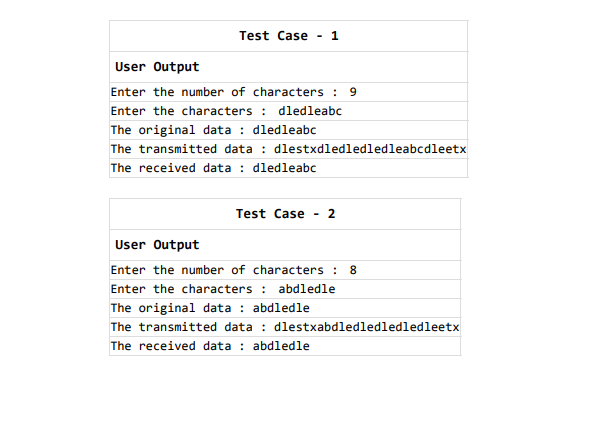 Test Case - 1
User Output
Enter the number of characters : 9
Enter the characters : dledleabc
The original data : dledleabc
The transmitted data : dlestxdledledledleabcdleetx
The received data : dledleabc
Test Case - 2
User Output
Enter the number of characters : 8
Enter the characters : abdledle
The original data : abdledle
The transmitted data : dlestxabdledledledledleetx
The received data : abdledle